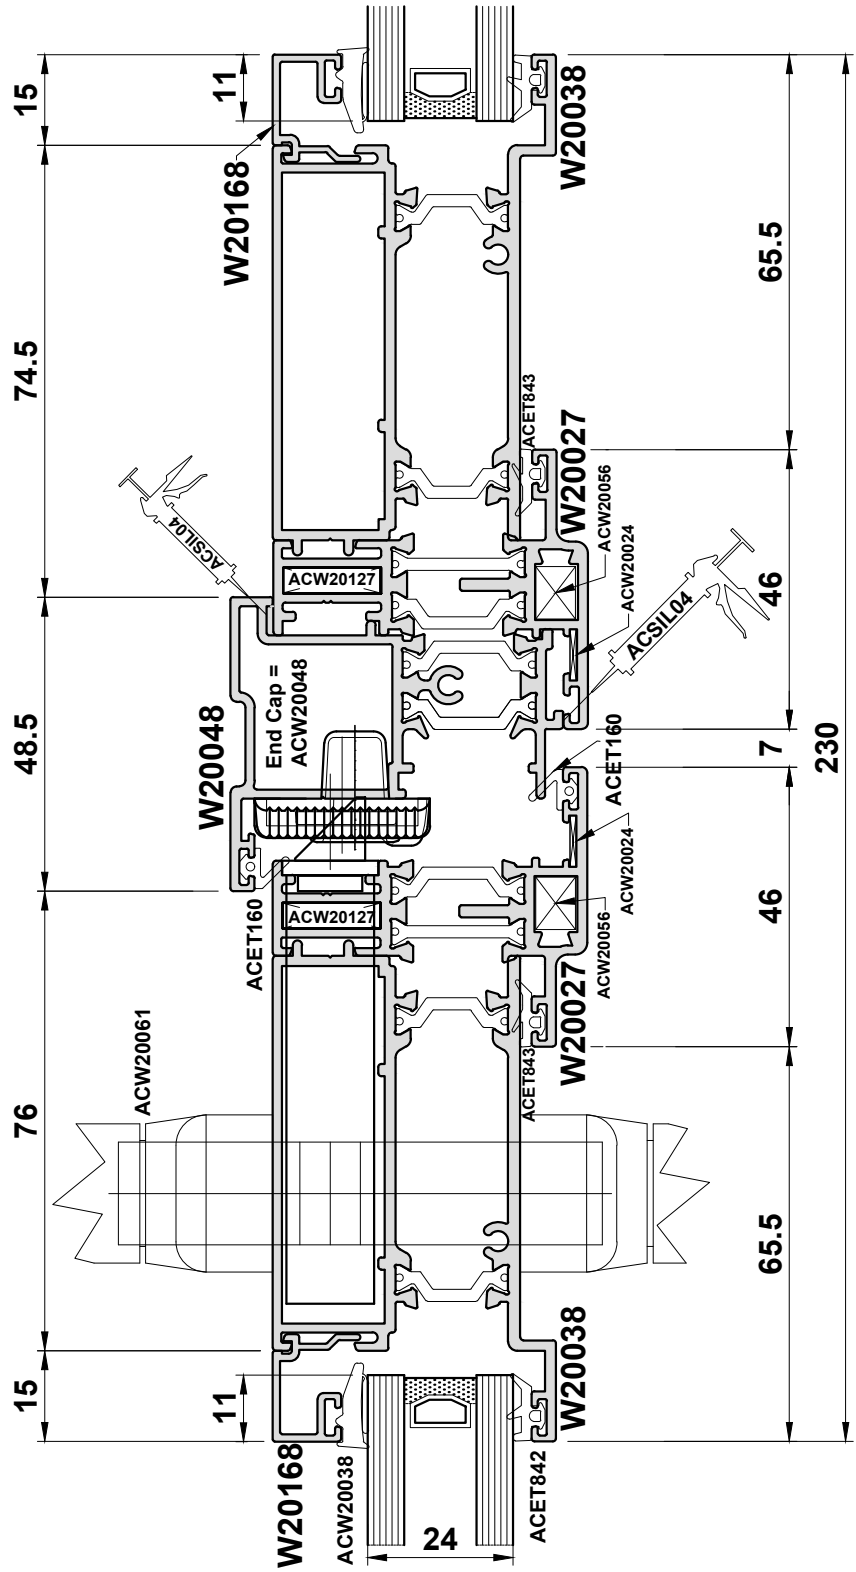 15
74.5
48.5
76
15
11
W20168
ACSIL04
ACW20127
End Cap =
ACW20048
W20048
ACET160
ACW20127
ACW20061
11
W20168
ACW20038
24
W20038
65.5
ACET843
W20027
ACW20056
ACW20024
46
ACSIL04
ACET160
7
230
ACW20024
ACW20056
46
W20027
ACET843
65.5
W20038
ACET842